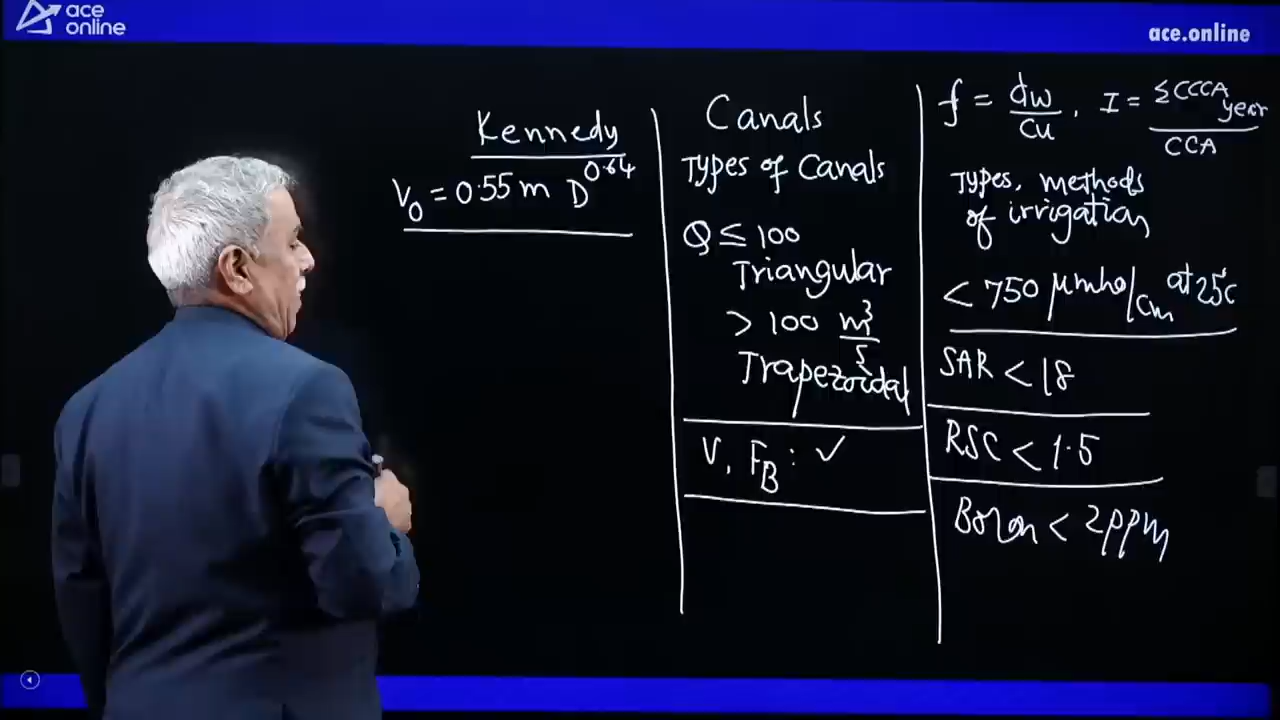 ace
online
ace.online
Kennedy
V₀ = 0.55 m D^0.64
Canals
Types of Canals
Q ≤ 100
Triangular
> 100 m³/s
Trapezoidal
V, F_B : ✓
f = dw/Cu, I = ΣCCCA year/CCA
Types, methods
of irrigation
< 750 μmho/cm at 25°C
SAR < 18
RSC < 1.5
Boron < 2ppm